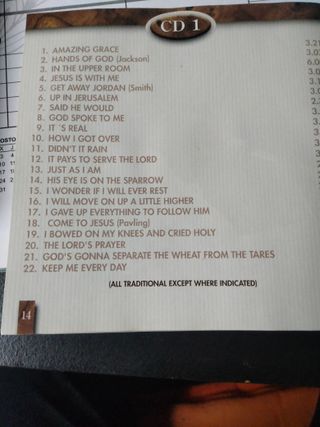 CD 1
1. AMAZING GRACE 3.21
2. HANDS OF GOD (Jackson)
3. IN THE UPPER ROOM
4. JESUS IS WITH ME
5. GET AWAY JORDAN (Smith)
6. UP IN JERUSALEM
7. SAID HE WOULD
8. GOD SPOKE TO ME
9. IT´S REAL
10. HOW I GOT OVER
11. DIDN'T IT RAIN
12. IT PAYS TO SERVE THE LORD
13. JUST AS I AM
14. HIS EYE IS ON THE SPARROW
15. I WONDER IF I WILL EVER REST
16. I WILL MOVE ON UP A LITTLE HIGHER
17. I GAVE UP EVERYTHING TO FOLLOW HIM
18. COME TO JESUS (Pavling)
19. I BOWED ON MY KNEES AND CRIED HOLY
20. THE LORD'S PRAYER
21. GOD'S GONNA SEPARATE THE WHEAT FROM THE TARES
22. KEEP ME EVERY DAY
(ALL TRADITIONAL EXCEPT WHERE INDICATED)
14